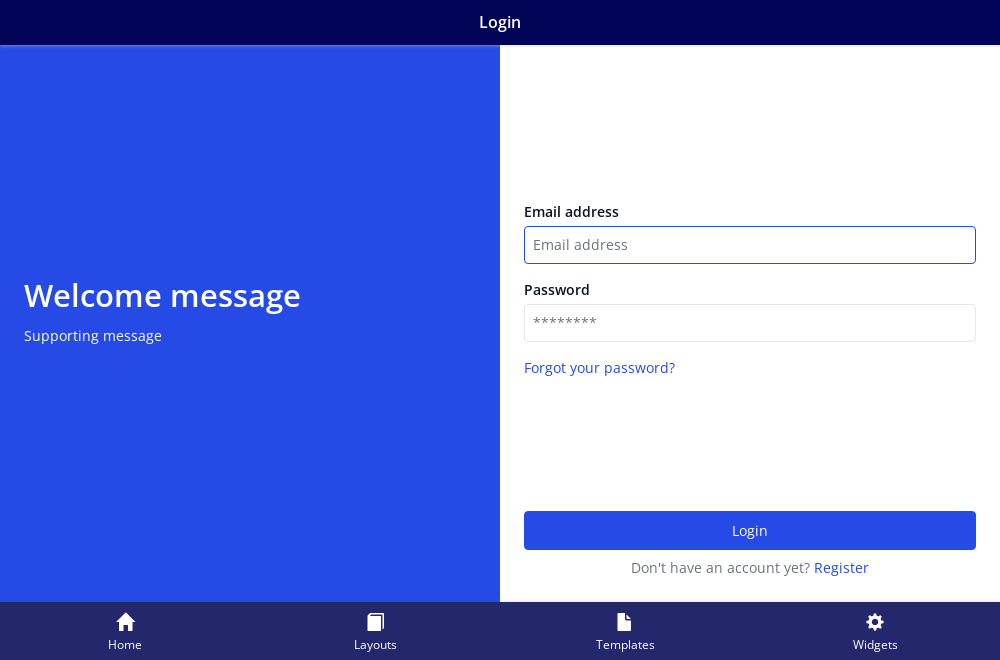 Login
Welcome message
Supporting message
Email address
Email address
Password
********
Forgot your password?
Login
Don't have an account yet? Register
Home
Layouts
Templates
Widgets